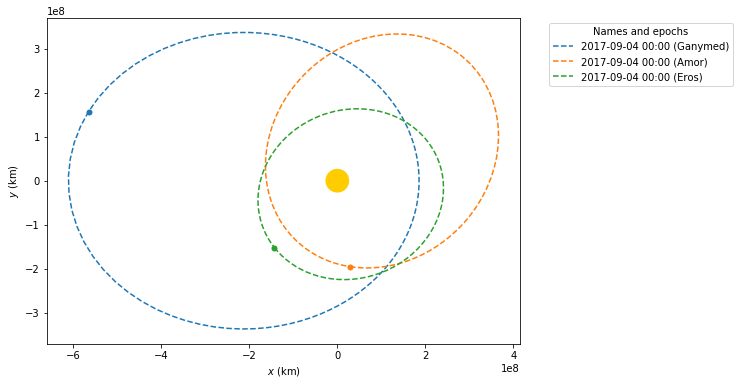 1e8
3
2
1
0
−1
−2
−3
y (km)
−6
−4
−2
0
2
4
x (km)
1e8
Names and epochs
2017-09-04 00:00 (Ganymed)
2017-09-04 00:00 (Amor)
2017-09-04 00:00 (Eros)